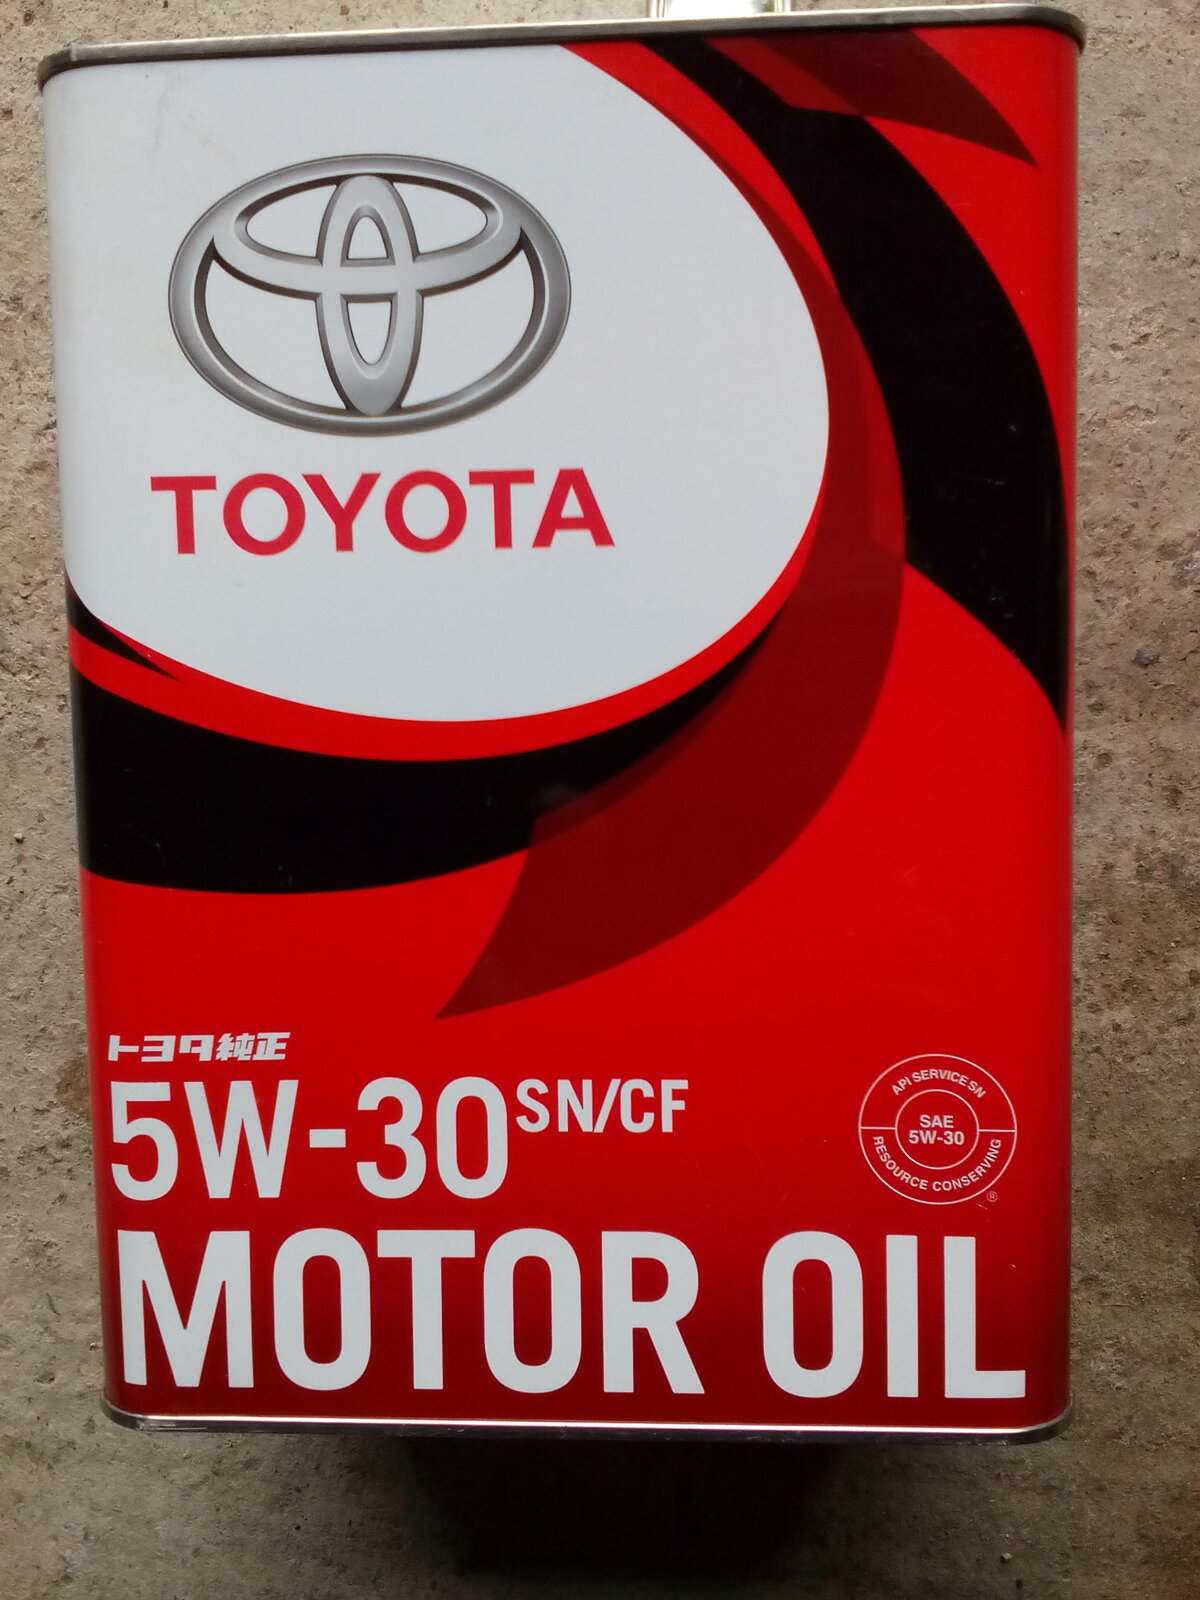 TOYOTA
トヨタ純正
5W-30 SN/CF
API SERVICE SN
SAE
5W-30
RESOURCE CONSERVING
®
MOTOR OIL